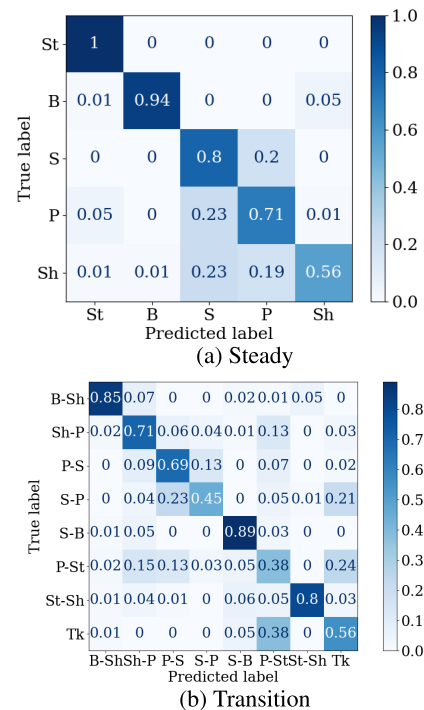 1.0
St 1 0 0 0 0
0.8
B 0.01 0.94 0 0 0.05
0.6
S 0 0 0.8 0.2 0
0.4
P 0.05 0 0.23 0.71 0.01
0.2
Sh 0.01 0.01 0.23 0.19 0.56
0.0
True label
St B S P Sh
Predicted label
(a) Steady
B-Sh 0.85 0.07 0 0 0.02 0.01 0.05 0
0.8
Sh-P 0.02 0.71 0.06 0.04 0.01 0.13 0 0.03
0.7
P-S 0 0.09 0.69 0.13 0 0.07 0 0.02
0.6
0.5
S-P 0 0.04 0.23 0.45 0 0.05 0.01 0.21
0.4
S-B 0.01 0.05 0 0 0.89 0.03 0 0
0.3
P-St 0.02 0.15 0.13 0.03 0.05 0.38 0 0.24
0.2
St-Sh 0.01 0.04 0.01 0 0.06 0.05 0.8 0.03
0.1
Tk 0.01 0 0 0 0.05 0.38 0 0.56
0.0
True label
B-Sh Sh-P P-S S-P S-B P-St St-Sh Tk
Predicted label
(b) Transition